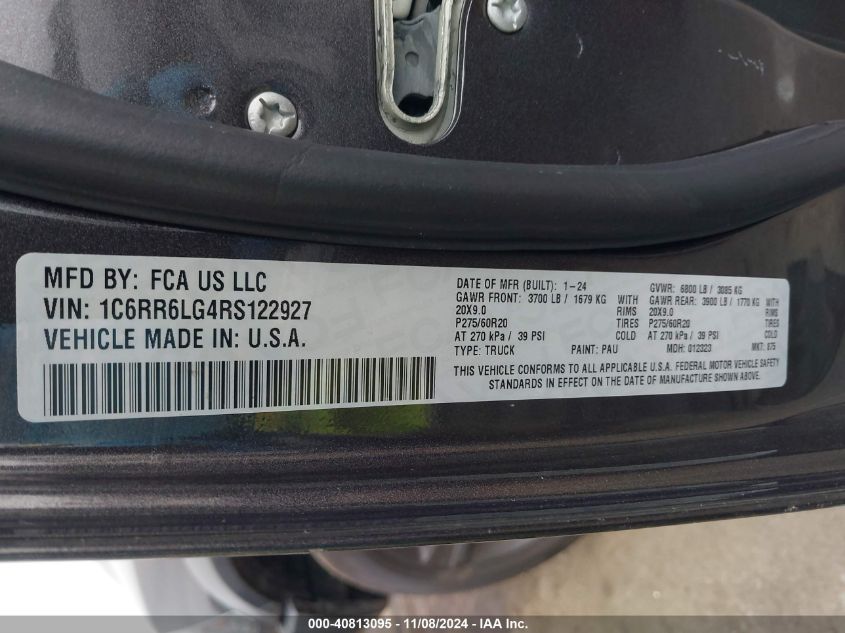 MFD BY: FCA US LLC
VIN: 1C6RR6LG4RS122927
VEHICLE MADE IN: U.S.A.
DATE OF MFR (BUILT): 1-24 GVWR: 6800 LB / 3085 KG
GAWR FRONT: 3700 LB / 1679 KG GAWR REAR: 3900 LB / 1770 KG
20X9.0 RIMS 20X9.0 RIMS
P275/60R20 TIRES P275/60R20 TIRES
AT 270 kPa / 39 PSI COLD AT 270 kPa / 39 PSI COLD
TYPE: TRUCK PAINT: PAU MDH: 012323 MKT: 875
THIS VEHICLE CONFORMS TO ALL APPLICABLE U.S.A. FEDERAL MOTOR VEHICLE SAFETY
STANDARDS IN EFFECT ON THE DATE OF MANUFACTURE SHOWN ABOVE.
000-40813095 - 11/08/2024 - IAA Inc.